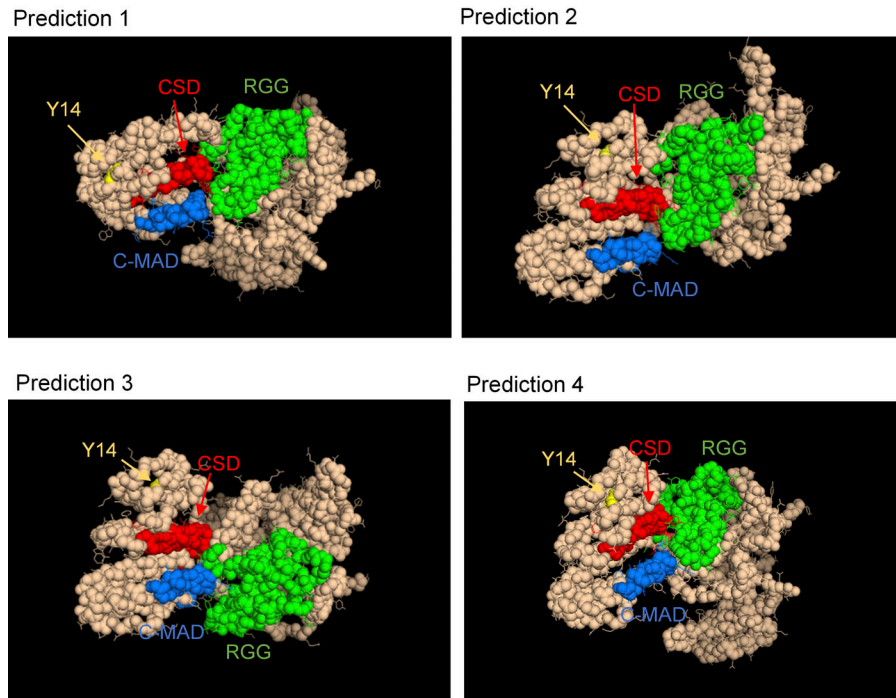 Prediction 1
Y14
CSD
RGG
C-MAD
Prediction 2
Y14
CSD
RGG
C-MAD
Prediction 3
Y14
CSD
C-MAD
RGG
Prediction 4
Y14
CSD
RGG
C-MAD